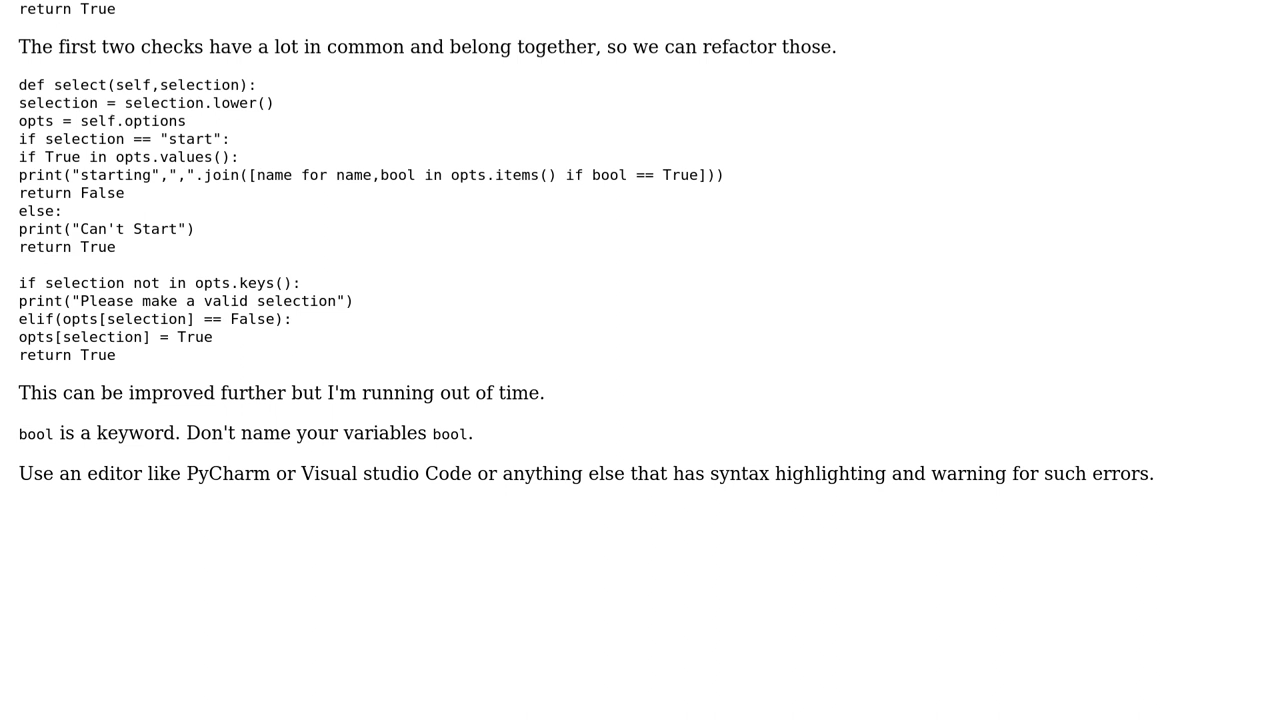 return True
The first two checks have a lot in common and belong together, so we can refactor those.
def select(self,selection):
selection = selection.lower()
opts = self.options
if selection == "start":
if True in opts.values():
print("starting",",".join([name for name,bool in opts.items() if bool == True]))
return False
else:
print("Can't Start")
return True
if selection not in opts.keys():
print("Please make a valid selection")
elif(opts[selection] == False):
opts[selection] = True
return True
This can be improved further but I'm running out of time.
bool is a keyword. Don't name your variables bool.
Use an editor like PyCharm or Visual studio Code or anything else that has syntax highlighting and warning for such errors.